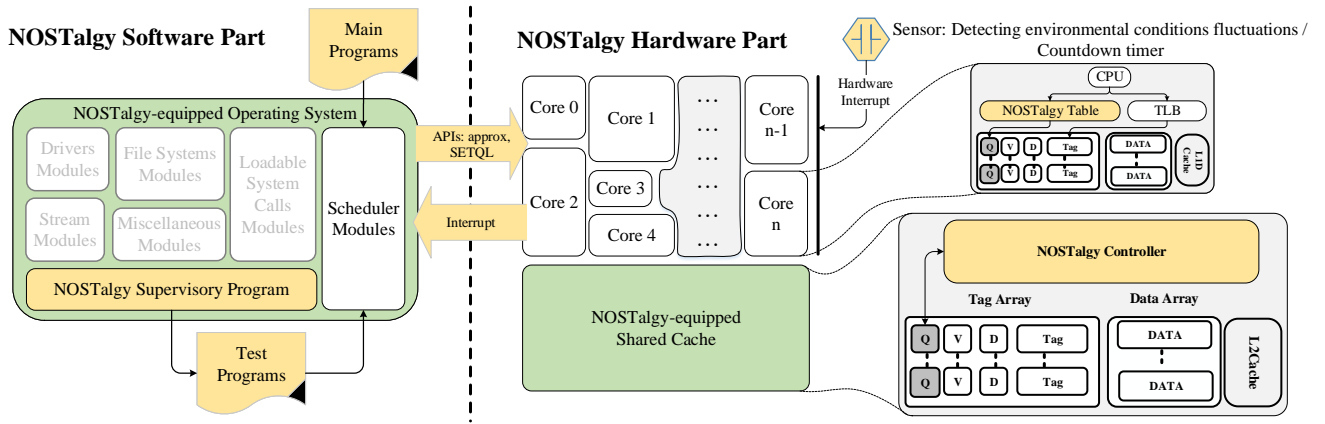 NOSTalgy Software Part
Main
Programs
NOSTalgy-equipped Operating System
Drivers
Modules
File Systems
Modules
Loadable
System
Calls
Modules
Stream
Modules
Miscellaneous
Modules
Scheduler
Modules
NOSTalgy Supervisory Program
Test
Programs
APIs: approx,
SETQL
Interrupt
NOSTalgy Hardware Part
Sensor: Detecting environmental conditions fluctuations /
Countdown timer
Hardware
Interrupt
Core 0
Core 1
...
...
...
...
...
...
Core
n-1
Core 2
Core 3
Core 4
Core
n
NOSTalgy-equipped
Shared Cache
CPU
NOSTalgy Table
TLB
Q V D Tag DATA
Q V D Tag DATA
L1D
Cache
NOSTalgy Controller
Tag Array
Data Array
Q V D Tag DATA
Q V D Tag DATA
L2Cache